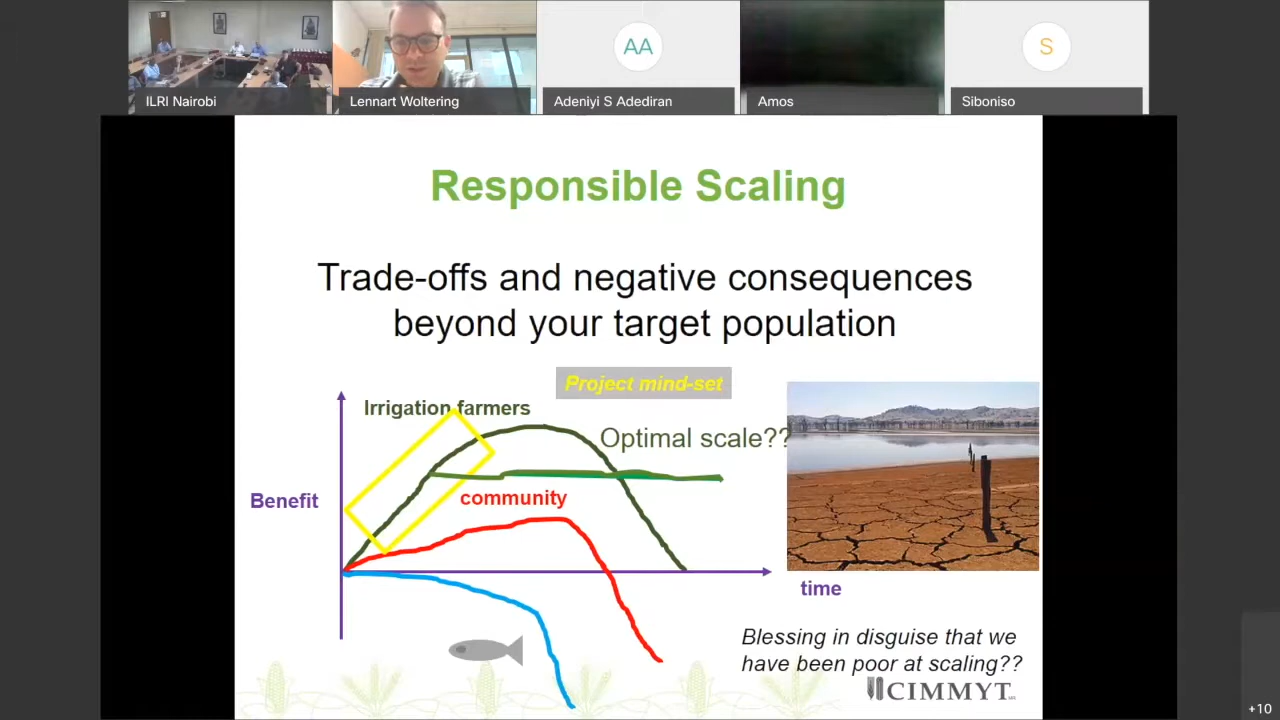 ILRI Nairobi
Lennart Woltering
AA
Adeniyi S Adediran
Amos
S
Siboniso
Responsible Scaling
Trade-offs and negative consequences
beyond your target population
Project mind-set
Irrigation farmers
Optimal scale??
Benefit
community
time
Blessing in disguise that we
have been poor at scaling??
CIMMYT
+10